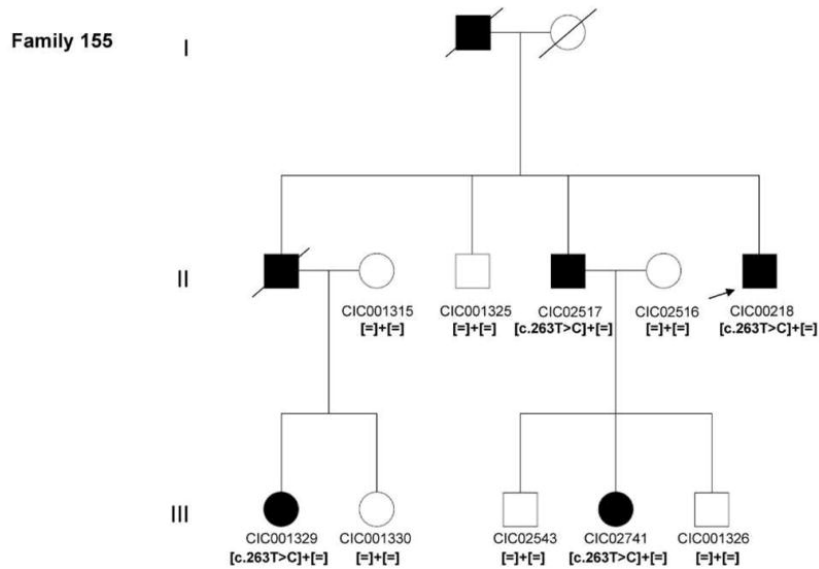 Family 155
I
II
CIC001315
[=]+[=]
CIC001325
[=]+[=]
CIC02517
[c.263T>C]+[=]
CIC02516
[=]+[=]
CIC00218
[c.263T>C]+[=]
III
CIC001329
[c.263T>C]+[=]
CIC001330
[=]+[=]
CIC02543
[=]+[=]
CIC02741
[c.263T>C]+[=]
CIC001326
[=]+[=]